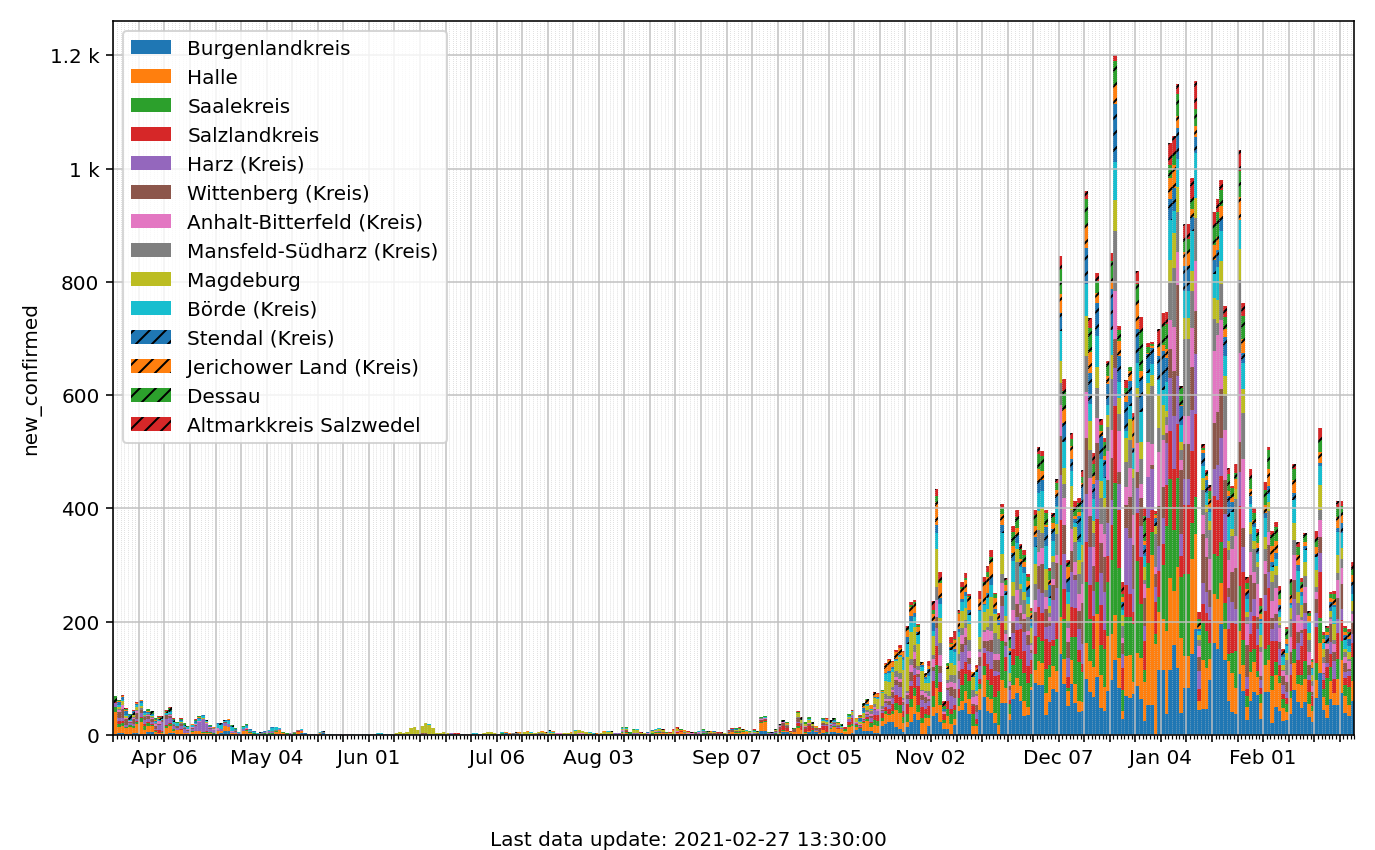 1.2 k
1 k
800
600
400
200
0
new_confirmed
Burgenlandkreis
Halle
Saalekreis
Salzlandkreis
Harz (Kreis)
Wittenberg (Kreis)
Anhalt-Bitterfeld (Kreis)
Mansfeld-Südharz (Kreis)
Magdeburg
Börde (Kreis)
Stendal (Kreis)
Jerichower Land (Kreis)
Dessau
Altmarkkreis Salzwedel
Apr 06 May 04 Jun 01 Jul 06 Aug 03 Sep 07 Oct 05 Nov 02 Dec 07 Jan 04 Feb 01
Last data update: 2021-02-27 13:30:00